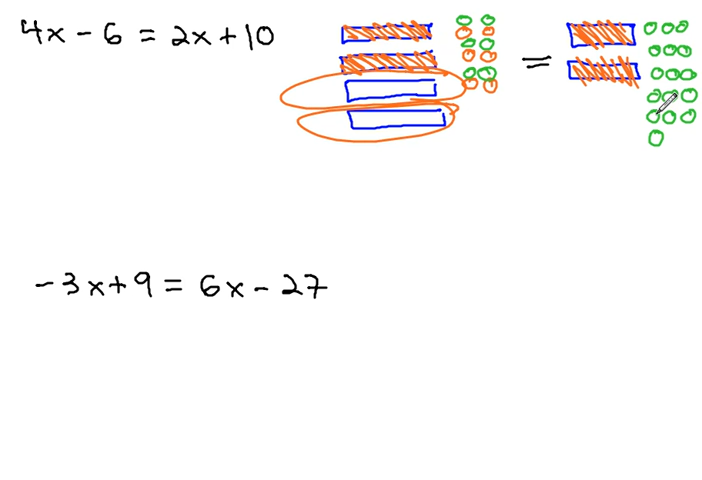 4x - 6 = 2x + 10
=
-3x + 9 = 6x - 27